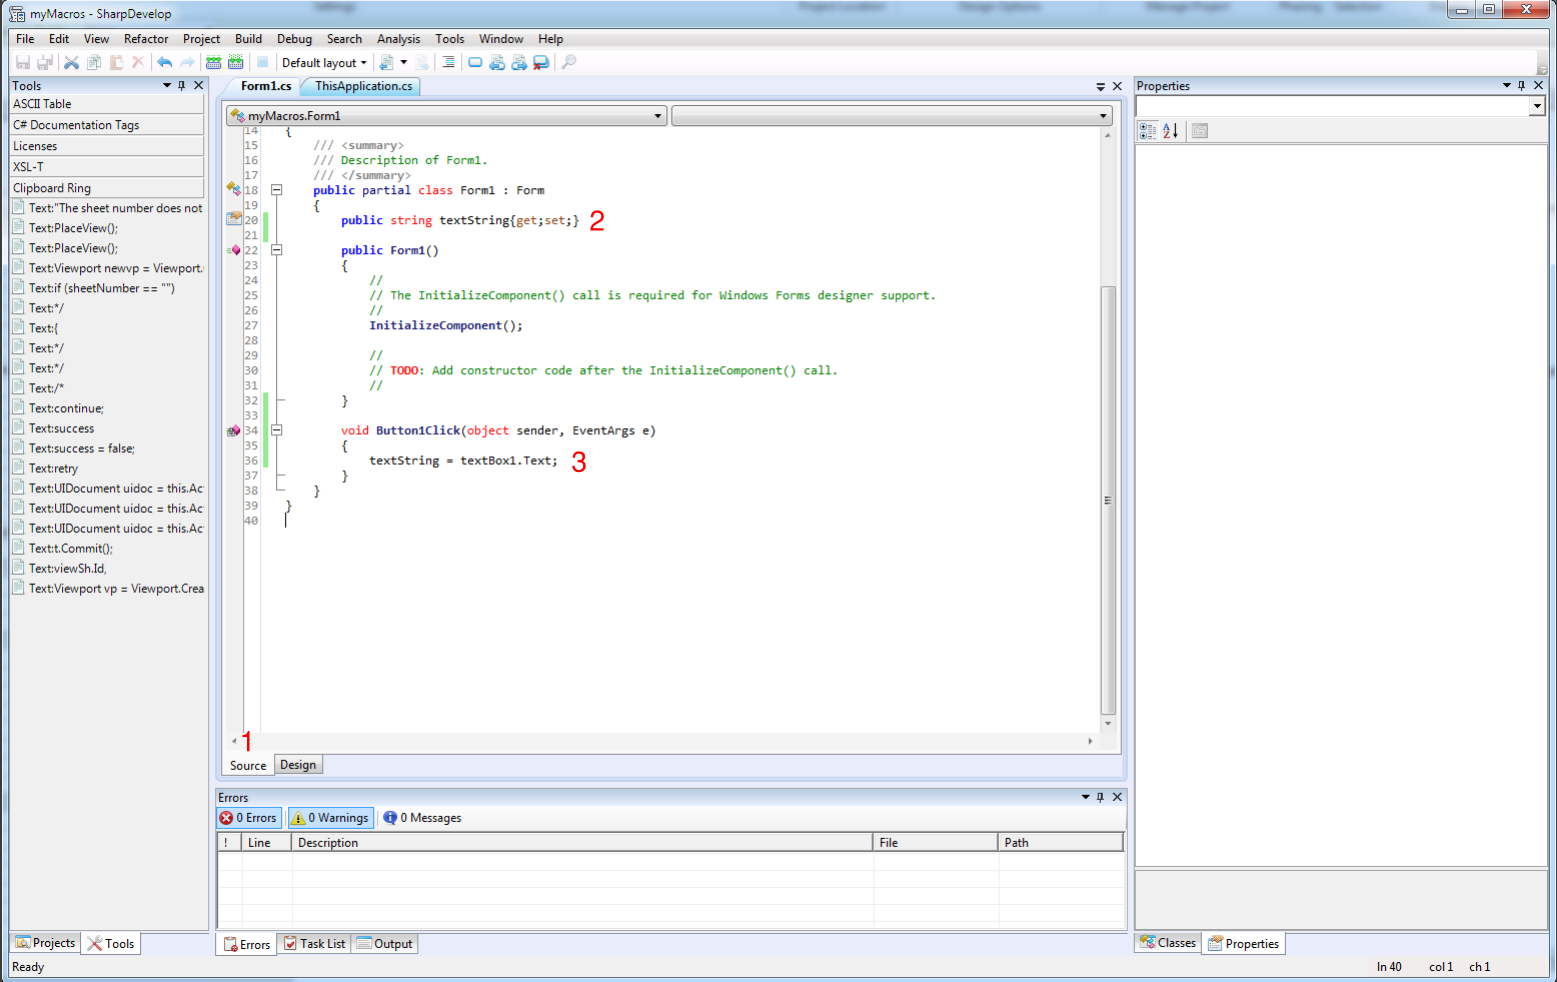 Settings
Project Location
Design Options
Manage Project
Phasing
Selection
myMacros - SharpDevelop
File Edit View Refactor Project Build Debug Search Analysis Tools Window Help
Default layout
Tools
ASCII Table
C# Documentation Tags
Licenses
XSL-T
Clipboard Ring
Text:"The sheet number does not
Text:PlaceView();
Text:PlaceView();
Text:Viewport newvp = Viewport.
Text:if (sheetNumber == "")
Text:*/
Text:{
Text:*/
Text:*/
Text:/*
Text:continue;
Text:success
Text:success = false;
Text:retry
Text:UIDocument uidoc = this.Ac
Text:UIDocument uidoc = this.Ac
Text:UIDocument uidoc = this.Ac
Text:t.Commit();
Text:viewSh.Id,
Text:Viewport vp = Viewport.Crea
Projects Tools
Form1.cs ThisApplication.cs
myMacros.Form1
14 {
15 /// <summary>
16 /// Description of Form1.
17 /// </summary>
18 public partial class Form1 : Form
19 {
20 public string textString{get;set;} 2
21
22 public Form1()
23 {
24 //
25 // The InitializeComponent() call is required for Windows Forms designer support.
26 //
27 InitializeComponent();
28
29 //
30 // TODO: Add constructor code after the InitializeComponent() call.
31 //
32 }
33
34 void Button1Click(object sender, EventArgs e)
35 {
36 textString = textBox1.Text; 3
37 }
38 }
39 }
40
1
Source Design
Errors
0 Errors 0 Warnings 0 Messages
! Line Description File Path
Errors Task List Output
Properties
Classes Properties
Ready ln 40 col 1 ch 1